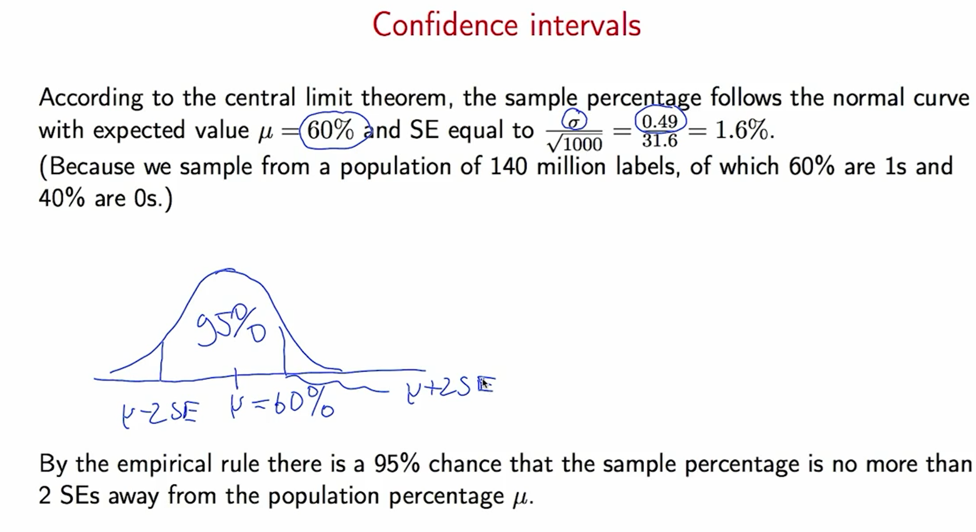 Confidence intervals
According to the central limit theorem, the sample percentage follows the normal curve
with expected value μ = 60% and SE equal to σ/√1000 = 0.49/31.6 = 1.6%.
(Because we sample from a population of 140 million labels, of which 60% are 1s and
40% are 0s.)
95%
μ-2SE μ=60% μ+2SE
By the empirical rule there is a 95% chance that the sample percentage is no more than
2 SEs away from the population percentage μ.